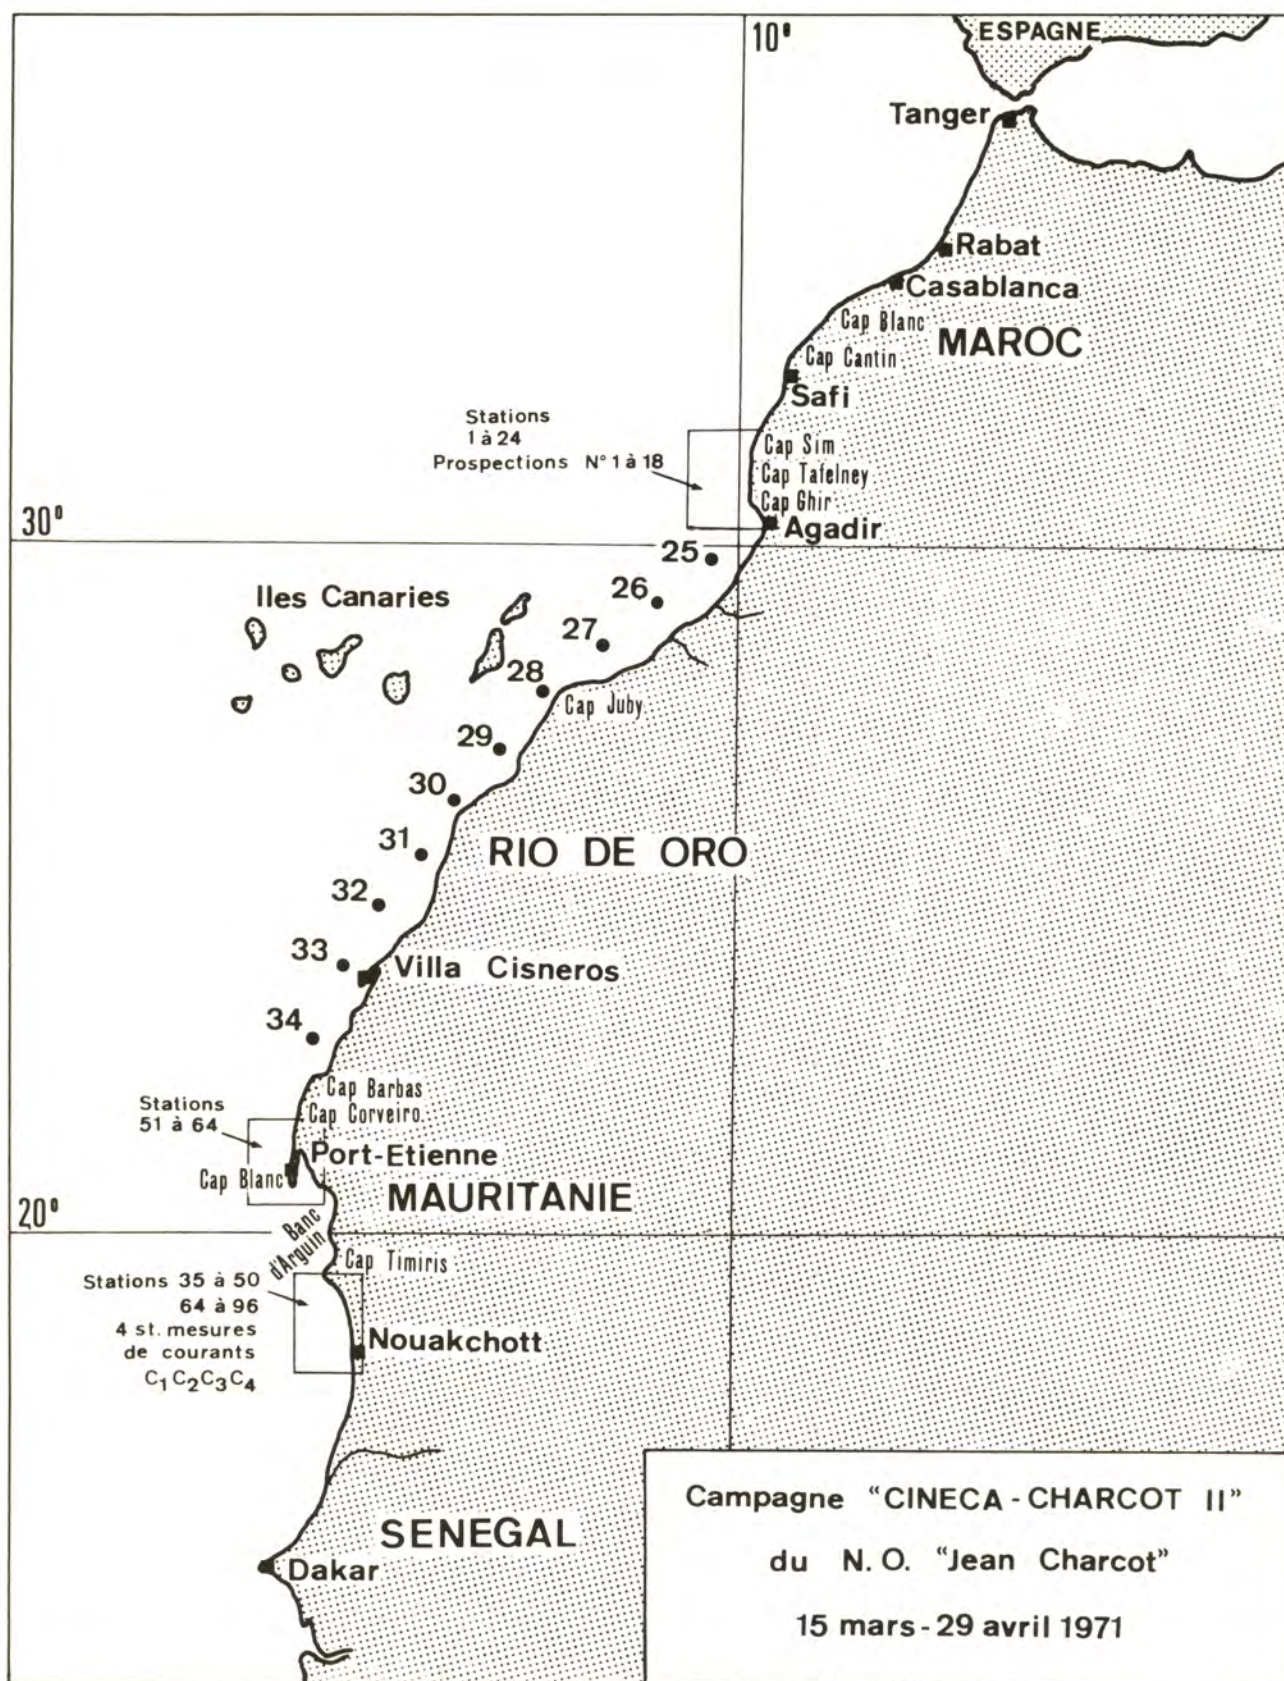 10°
ESPAGNE
Tanger
Rabat
Casablanca
Cap Blanc
MAROC
Cap Cantin
Safi
Stations
1 à 24
Prospections N° 1 à 18
Cap Sim
Cap Tafelney
Cap Ghir
30°
Agadir
25
Iles Canaries
26
27
28
Cap Juby
29
30
31
RIO DE ORO
32
33
Villa Cisneros
34
Cap Barbas
Stations
51 à 64
Cap Corveiro
Port-Etienne
Cap Blanc
MAURITANIE
20°
Banc
d'Arguin
Cap Timiris
Stations 35 à 50
64 à 96
4 st. mesures
de courants
C1 C2 C3 C4
Nouakchott
SENEGAL
Dakar
Campagne "CINECA - CHARCOT II"
du N. O. "Jean Charcot"
15 mars - 29 avril 1971